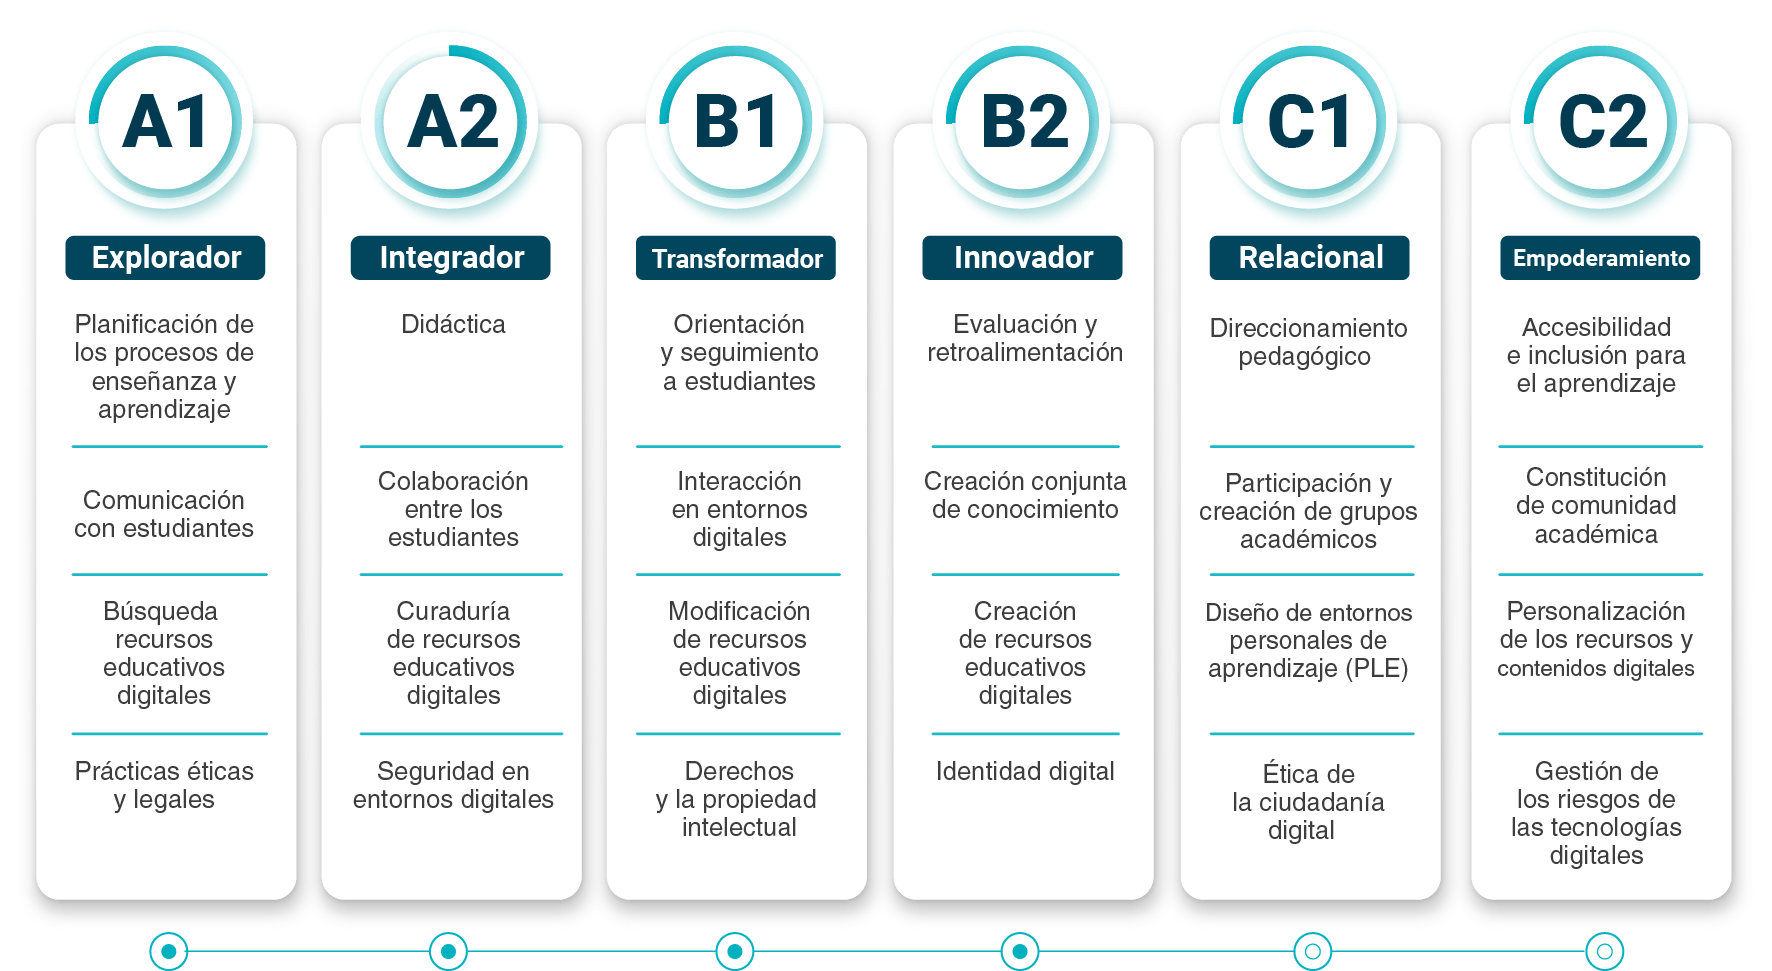 A1
Explorador
Planificación de
los procesos de
enseñanza y
aprendizaje
Comunicación
con estudiantes
Búsqueda
recursos
educativos
digitales
Prácticas éticas
y legales
A2
Integrador
Didáctica
Colaboración
entre los
estudiantes
Curaduría
de recursos
educativos
digitales
Seguridad en
entornos digitales
B1
Transformador
Orientación
y seguimiento
a estudiantes
Interacción
en entornos
digitales
Modificación
de recursos
educativos
digitales
Derechos
y la propiedad
intelectual
B2
Innovador
Evaluación y
retroalimentación
Creación conjunta
de conocimiento
Creación
de recursos
educativos
digitales
Identidad digital
C1
Relacional
Direccionamiento
pedagógico
Participación y
creación de grupos
académicos
Diseño de entornos
personales de
aprendizaje (PLE)
Ética de
la ciudadanía
digital
C2
Empoderamiento
Accesibilidad
e inclusión para
el aprendizaje
Constitución
de comunidad
académica
Personalización
de los recursos y
contenidos digitales
Gestión de
los riesgos de
las tecnologías
digitales